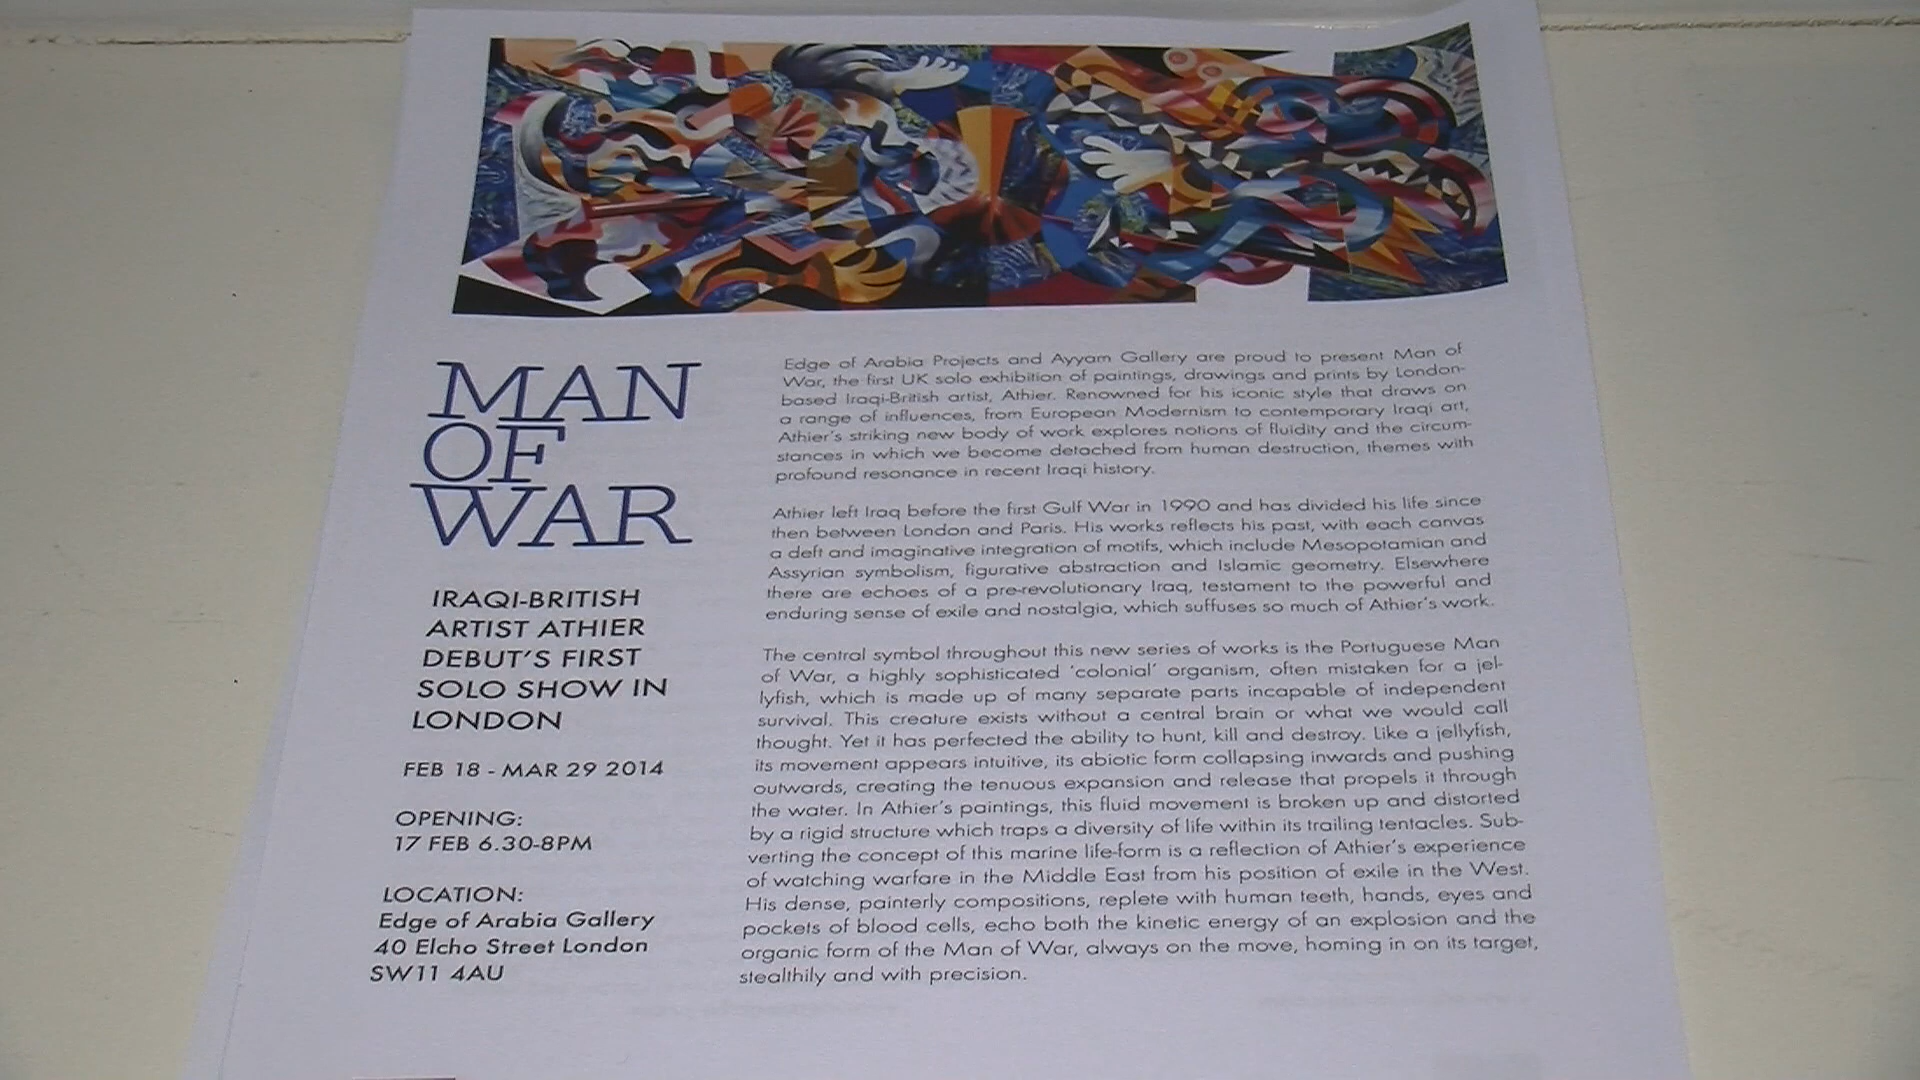 MAN
OF
WAR
IRAQI-BRITISH
ARTIST ATHIER
DEBUT'S FIRST
SOLO SHOW IN
LONDON
FEB 18 - MAR 29 2014
OPENING:
17 FEB 6.30-8PM
LOCATION:
Edge of Arabia Gallery
40 Elcho Street London
SW11 4AU
Edge of Arabia Projects and Ayyam Gallery are proud to present Man of
War, the first UK solo exhibition of paintings, drawings and prints by London-
based Iraqi-British artist, Athier. Renowned for his iconic style that draws on
a range of influences, from European Modernism to contemporary Iraqi art,
Athier's striking new body of work explores notions of fluidity and the circum-
stances in which we become detached from human destruction, themes with
profound resonance in recent Iraqi history.
Athier left Iraq before the first Gulf War in 1990 and has divided his life since
then between London and Paris. His works reflects his past, with each canvas
a deft and imaginative integration of motifs, which include Mesopotamian and
Assyrian symbolism, figurative abstraction and Islamic geometry. Elsewhere
there are echoes of a pre-revolutionary Iraq, testament to the powerful and
enduring sense of exile and nostalgia, which suffuses so much of Athier's work.
The central symbol throughout this new series of works is the Portuguese Man
of War, a highly sophisticated 'colonial' organism, often mistaken for a jel-
lyfish, which is made up of many separate parts incapable of independent
survival. This creature exists without a central brain or what we would call
thought. Yet it has perfected the ability to hunt, kill and destroy. Like a jellyfish,
its movement appears intuitive, its abiotic form collapsing inwards and pushing
outwards, creating the tenuous expansion and release that propels it through
the water. In Athier's paintings, this fluid movement is broken up and distorted
by a rigid structure which traps a diversity of life within its trailing tentacles. Sub-
verting the concept of this marine life-form is a reflection of Athier's experience
of watching warfare in the Middle East from his position of exile in the West.
His dense, painterly compositions, replete with human teeth, hands, eyes and
pockets of blood cells, echo both the kinetic energy of an explosion and the
organic form of the Man of War, always on the move, homing in on its target,
stealthily and with precision.